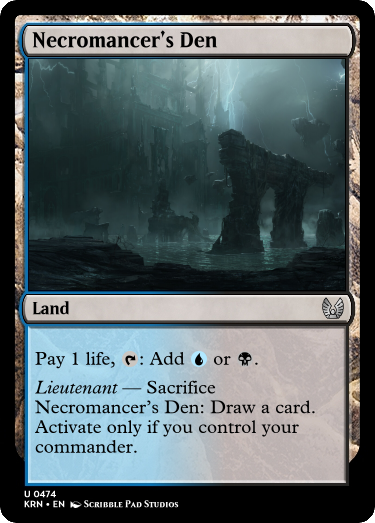 Necromancer's Den
Land
Pay 1 life, : Add or .
Lieutenant — Sacrifice
Necromancer's Den: Draw a card.
Activate only if you control your
commander.
U 0474
KRN • EN Scribble Pad Studios